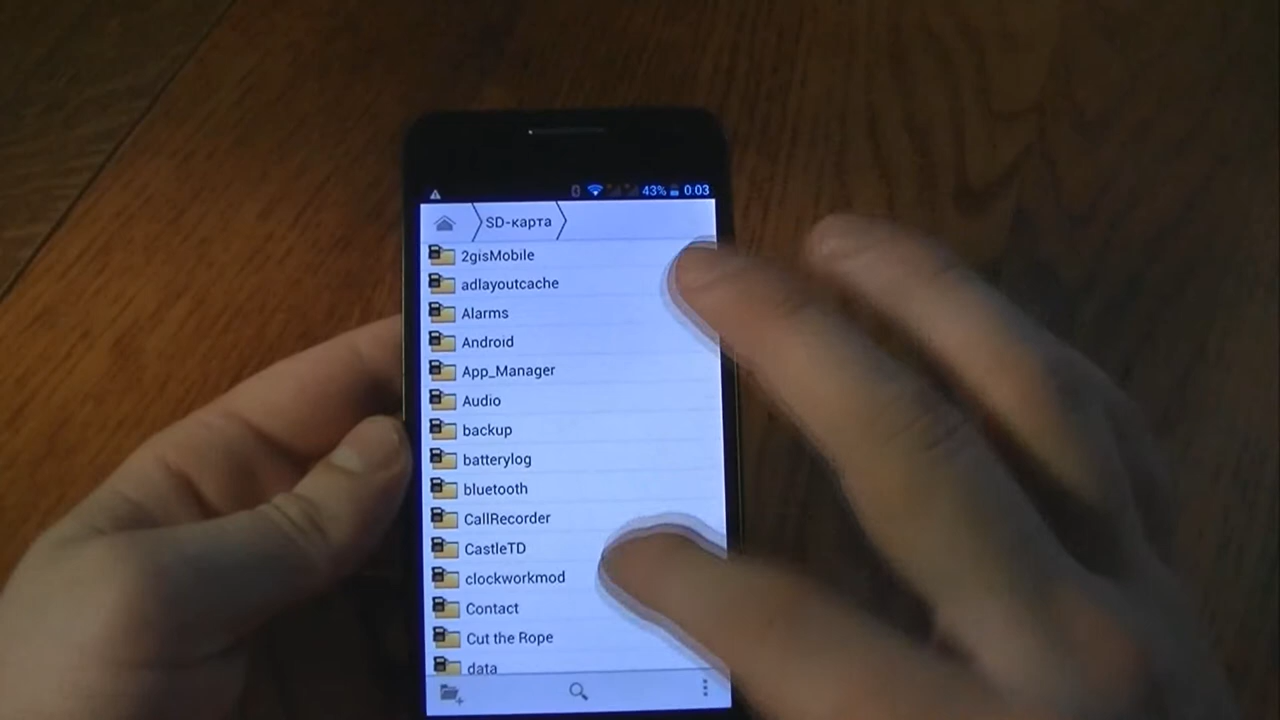 43% 0.03
SD-карта
2gisMobile
adlayoutcache
Alarms
Android
App_Manager
Audio
backup
batterylog
bluetooth
CallRecorder
CastleTD
clockworkmod
Contact
Cut the Rope
data